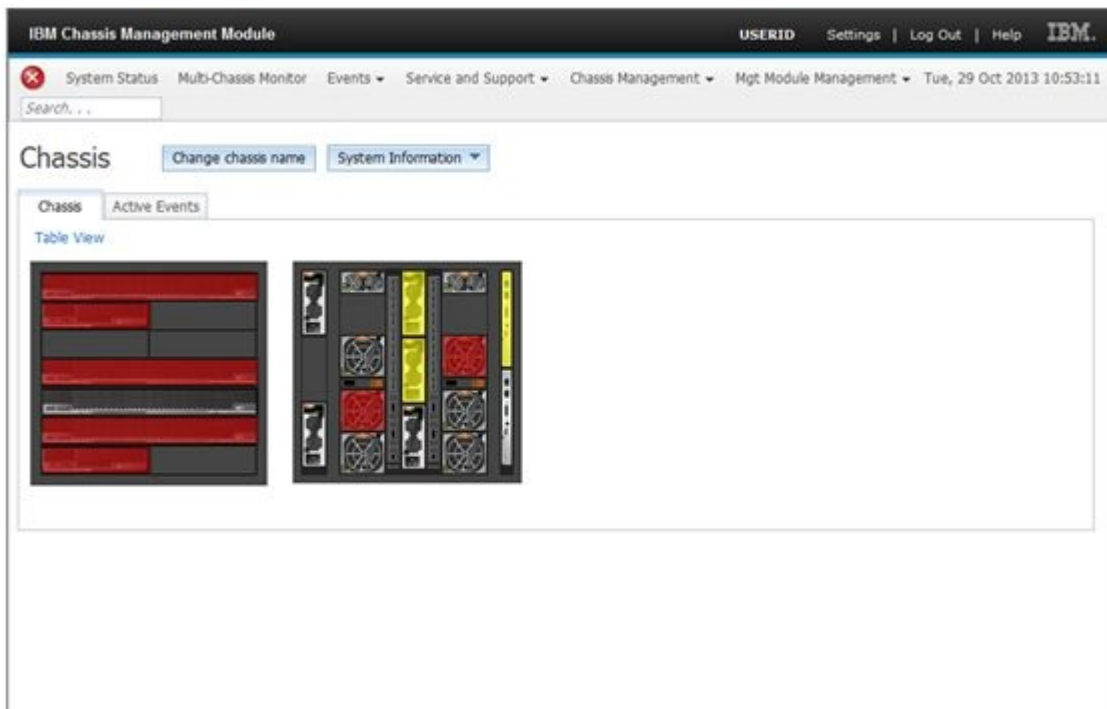 IBM Chassis Management Module
USERID Settings | Log Out | Help IBM.
System Status Multi-Chassis Monitor Events Service and Support Chassis Management Mgt Module Management Tue, 29 Oct 2013 10:53:11
Search. . .
Chassis Change chassis name System Information
Chassis Active Events
Table View